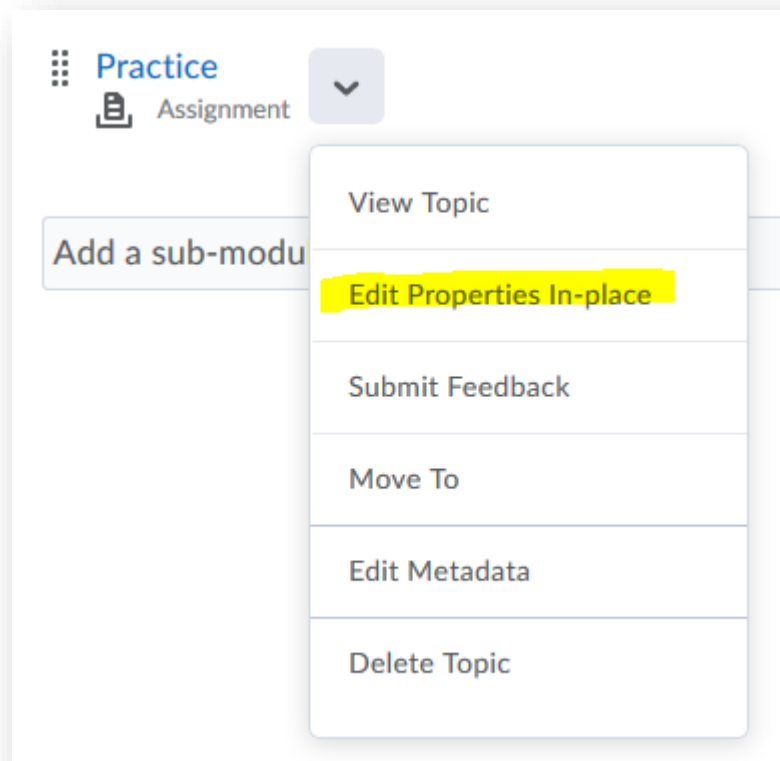 Practice
Assignment
Add a sub-modu
View Topic
Edit Properties In-place
Submit Feedback
Move To
Edit Metadata
Delete Topic